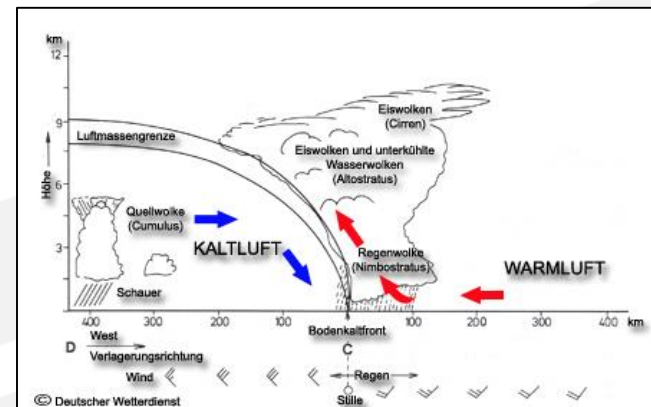 km
12
9
6
3
Höhe
Luftmassengrenze
Eiswolken
(Cirren)
Eiswolken und unterkühlte
Wasserwolken
(Altostratus)
Quellwolke
(Cumulus)
KALTLUFT
Regenwolke
(Nimbostratus)
WARMLUFT
Schauer
400 300 200 100 0 100 200 300 400 km
Bodenkaltfront
West
D C
Verlagerungsrichtung
Wind
Regen
Stille
© Deutscher Wetterdienst